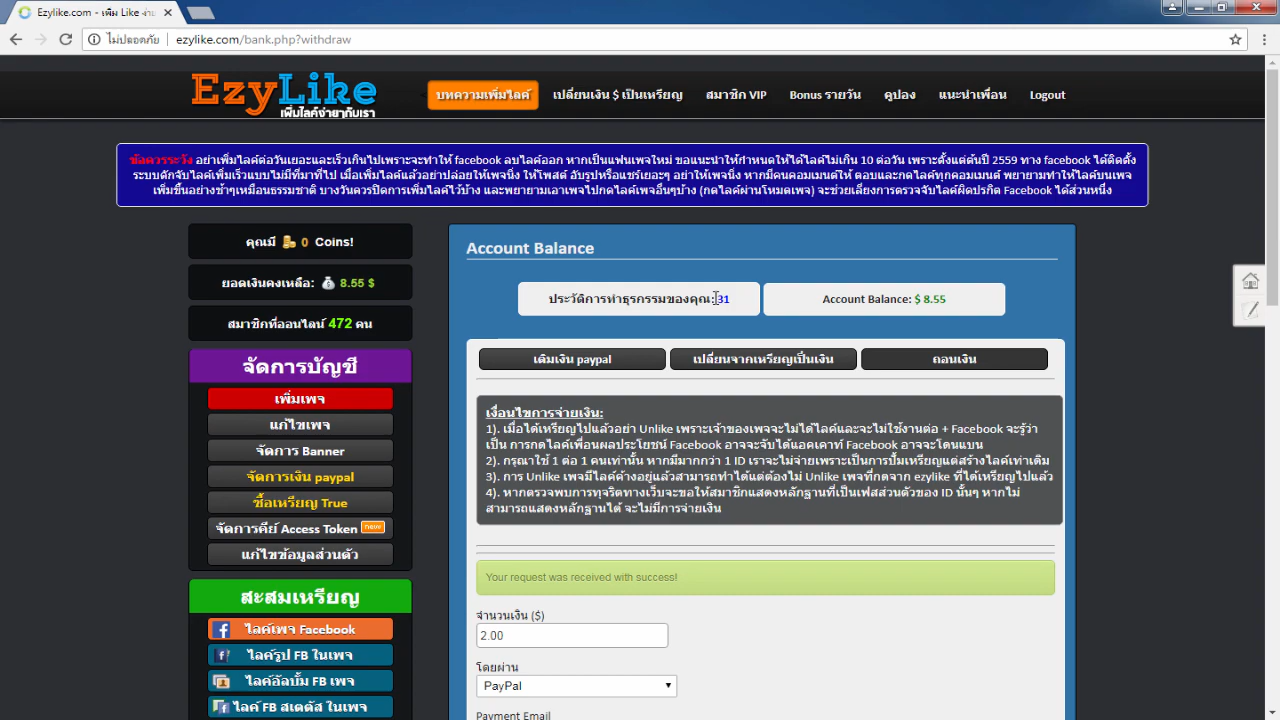 Ezylike.com - เพิ่ม Like ง่า
ไม่ปลอดภัย
ezylike.com/bank.php?withdraw
EzyLike
เพิ่มไลค์ง่ายๆกับเรา
บทความเพิ่มไลค์
เปลี่ยนเงิน $ เป็นเหรียญ
สมาชิก VIP
Bonus รายวัน
คูปอง
แนะนำเพื่อน
Logout
ข้อควรระวัง อย่าเพิ่มไลค์ต่อวันเยอะและเร็วเกินไปเพราะจะทำให้ facebook ลบไลค์ออก หากเป็นแฟนเพจใหม่ ขอแนะนำให้กำหนดให้ได้ไลค์ไม่เกิน 10 ต่อวัน เพราะตั้งแต่ต้นปี 2559 ทาง facebook ได้ติดตั้ง
ระบบดักจับไลค์เพิ่มเร็วแบบไม่มีที่มาที่ไป เมื่อเพิ่มไลค์แล้วอย่าปล่อยให้เพจนิ่ง ให้โพสต์ อับรูปหรือแชร์เยอะๆ อย่าให้เพจนิ่ง หากมีคนคอมเมนต์ให้ ตอบและกดไลค์ทุกคอมเมนต์ พยายามทำให้ไลค์บนเพจ
เพิ่มขึ้นอย่างช้าๆเหมือนธรรมชาติ บางวันควรปิดการเพิ่มไลค์ไว้บ้าง และพยายามเอาเพจไปกดไลค์เพจอื่นๆบ้าง (กดไลค์ผ่านโหมดเพจ) จะช่วยเลี่ยงการตรวจจับไลค์ผิดปรกติ Facebook ได้ส่วนหนึ่ง
คุณมี 0 Coins!
ยอดเงินคงเหลือ: 8.55 $
สมาชิกที่ออนไลน์ 472 คน
จัดการบัญชี
เพิ่มเพจ
แก้ไขเพจ
จัดการ Banner
จัดการเงิน paypal
ซื้อเหรียญ True
จัดการคีย์ Access Token new
แก้ไขข้อมูลส่วนตัว
สะสมเหรียญ
ไลค์เพจ Facebook
ไลค์รูป FB ในเพจ
ไลค์อัลบั้ม FB เพจ
ไลค์ FB สเตตัส ในเพจ
Account Balance
ประวัติการทำธุรกรรมของคุณ: 31
Account Balance: $ 8.55
เติมเงิน paypal
เปลี่ยนจากเหรียญเป็นเงิน
ถอนเงิน
เงื่อนไขการจ่ายเงิน:
1). เมื่อได้เหรียญไปแล้วอย่า Unlike เพราะเจ้าของเพจจะไม่ได้ไลค์และจะไม่ใช้งานต่อ + Facebook จะรู้ว่า
เป็น การกดไลค์เพื่อนผลประโยชน์ Facebook อาจจะจับได้แอคเคาท์ Facebook อาจจะโดนแบน
2). กรุณาใช้ 1 ต่อ 1 คนเท่านั้น หากมีมากกว่า 1 ID เราจะไม่จ่ายเพราะเป็นการปั้มเหรียญแต่สร้างไลค์เท่าเดิม
3). การ Unlike เพจมีไลค์ค้างอยู่แล้วสามารถทำได้แต่ต้องไม่ Unlike เพจที่กดจาก ezylike ที่ได้เหรียญไปแล้ว
4). หากตรวจพบการทุจริตทางเว็บจะขอให้สมาชิกแสดงหลักฐานที่เป็นเฟสส่วนตัวของ ID นั้นๆ หากไม่
สามารถแสดงหลักฐานได้ จะไม่มีการจ่ายเงิน
Your request was received with success!
จำนวนเงิน ($)
2.00
โดยผ่าน
PayPal
Payment Email